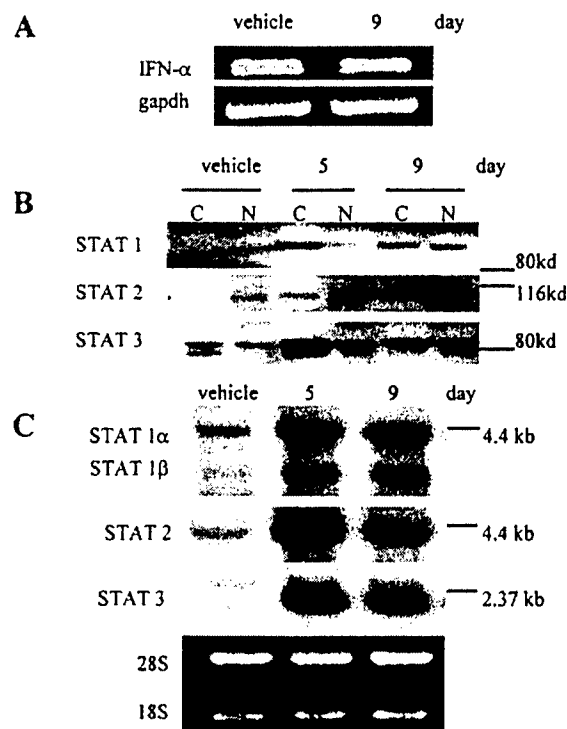 A
vehicle 9 day
IFN-α
gapdh
vehicle 5 9 day
B
C N C N C N
STAT 1
80kd
STAT 2
116kd
STAT 3
80kd
vehicle 5 9 day
C
STAT 1α
4.4 kb
STAT 1β
STAT 2
4.4 kb
STAT 3
2.37 kb
28S
18S